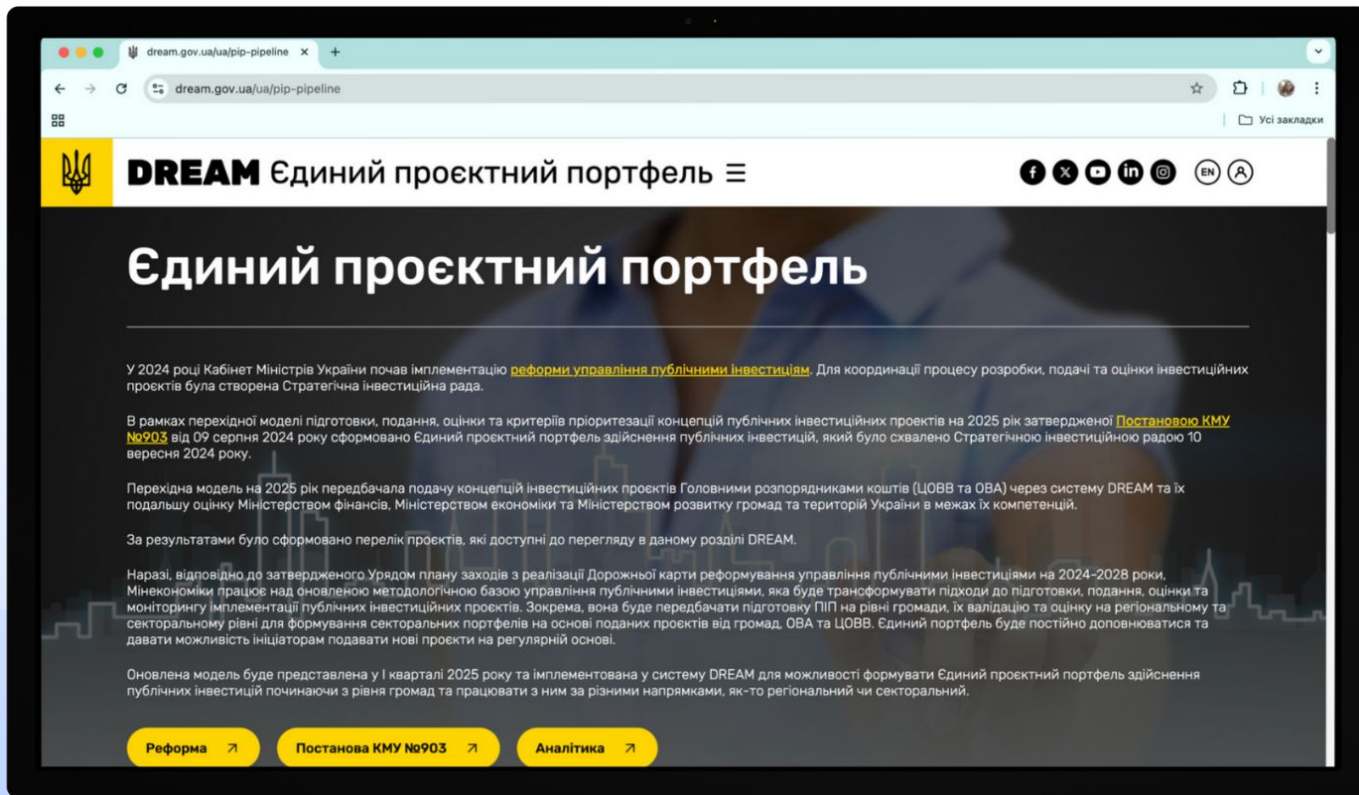 dream.gov.ua/ua/pip-pipeline
dream.gov.ua/ua/pip-pipeline
Усі закладки
DREAM Єдиний проєктний портфель
EN
Єдиний проєктний портфель
У 2024 році Кабінет Міністрів України почав імплементацію реформи управління публічними інвестиціям. Для координації процесу розробки, подачі та оцінки інвестиційних
проєктів була створена Стратегічна інвестиційна рада.
В рамках перехідної моделі підготовки, подання, оцінки та критеріїв пріоритезації концепцій публічних інвестиційних проектів на 2025 рік затвердженої Постановою КМУ
№903 від 09 серпня 2024 року сформовано Єдиний проєктний портфель здійснення публічних інвестицій, який було схвалено Стратегічною інвестиційною радою 10
вересня 2024 року.
Перехідна модель на 2025 рік передбачала подачу концепцій інвестиційних проєктів Головними розпорядниками коштів (ЦОВВ та ОВА) через систему DREAM та їх
подальшу оцінку Міністерством фінансів, Міністерством економіки та Міністерством розвитку громад та територій України в межах їх компетенцій.
За результатами було сформовано перелік проєктів, які доступні до перегляду в даному розділі DREAM.
Наразі, відповідно до затвердженого Урядом плану заходів з реалізації Дорожньої карти реформування управління публічними інвестиціями на 2024-2028 роки,
Мінекономіки працює над оновленою методологічною базою управління публічними інвестиціями, яка буде трансформувати підходи до підготовки, подання, оцінки та
моніторингу імплементації публічних інвестиційних проєктів. Зокрема, вона буде передбачати підготовку ПІП на рівні громади, їх валідацію та оцінку на регіональному та
секторальному рівні для формування секторальних портфелів на основі поданих проєктів від громад, ОВА та ЦОВВ. Єдиний портфель буде постійно доповнюватися та
давати можливість ініціаторам подавати нові проєкти на регулярній основі.
Оновлена модель буде представлена у І кварталі 2025 року та імплементована у систему DREAM для можливості формувати Єдиний проєктний портфель здійснення
публічних інвестицій починаючи з рівня громад та працювати з ним за різними напрямками, як-то регіональний чи секторальний.
Реформа
Постанова КМУ №903
Аналітика